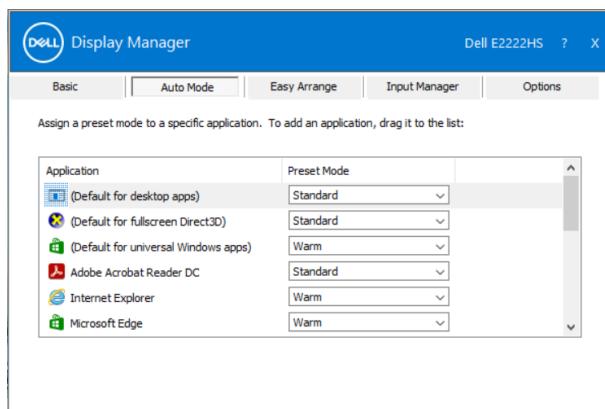 DELL Display Manager Dell E2222HS ? X
Basic Auto Mode Easy Arrange Input Manager Options
Assign a preset mode to a specific application. To add an application, drag it to the list:
Application Preset Mode
(Default for desktop apps) Standard
(Default for fullscreen Direct3D) Standard
(Default for universal Windows apps) Warm
Adobe Acrobat Reader DC Standard
Internet Explorer Warm
Microsoft Edge Warm